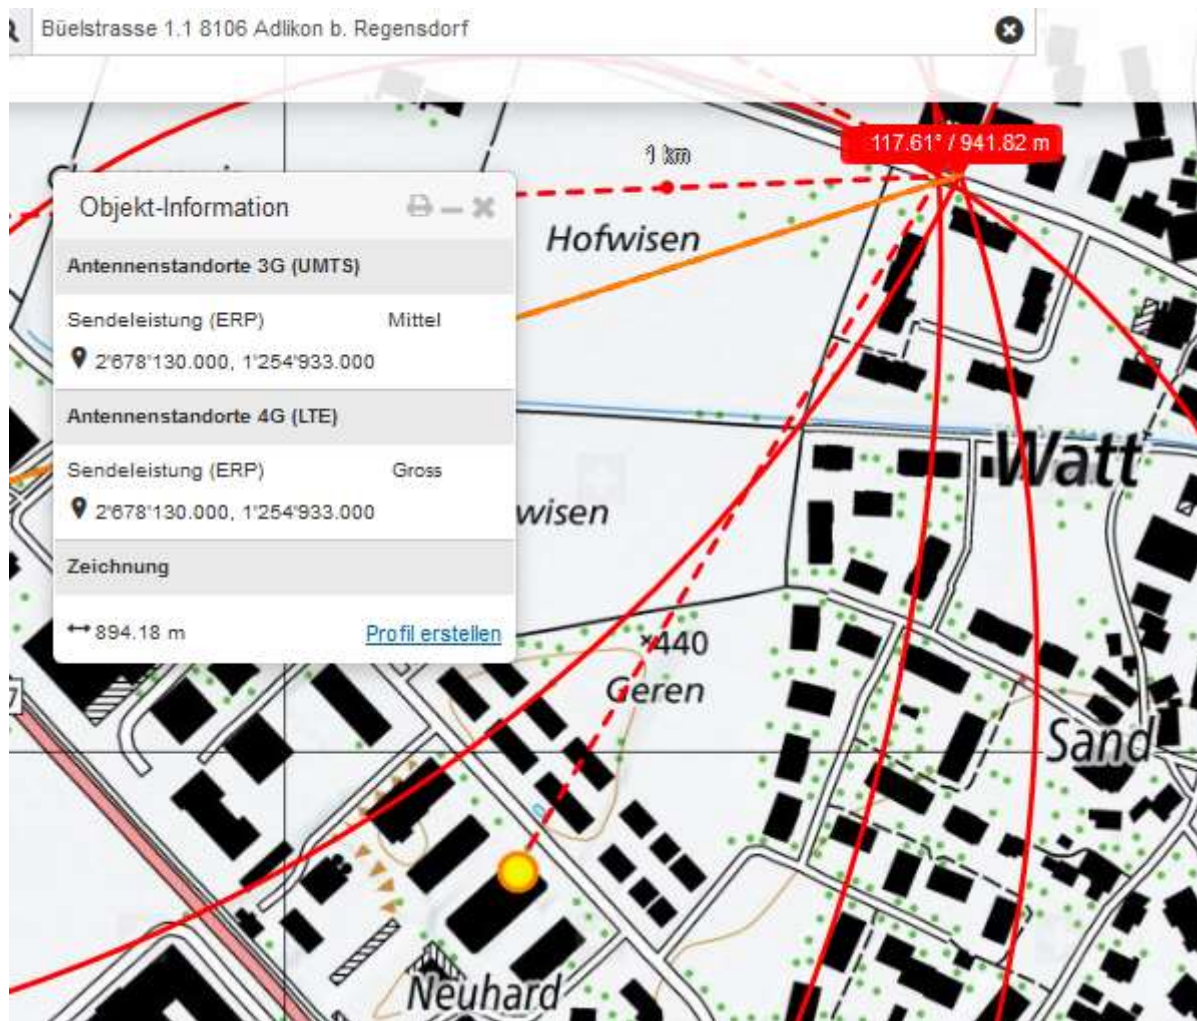 Büelstrasse 1.1 8106 Adlikon b. Regensdorf
117.61° / 941.82 m
1 km
Objekt-Information
Hofwisen
Antennenstandorte 3G (UMTS)
Sendeleistung (ERP) Mittel
2'678'130.000, 1'254'933.000
Antennenstandorte 4G (LTE)
Watt
Sendeleistung (ERP) Gross
2'678'130.000, 1'254'933.000
wisen
Zeichnung
894.18 m Profil erstellen
×440
Geren
7
Sand
Neuhard